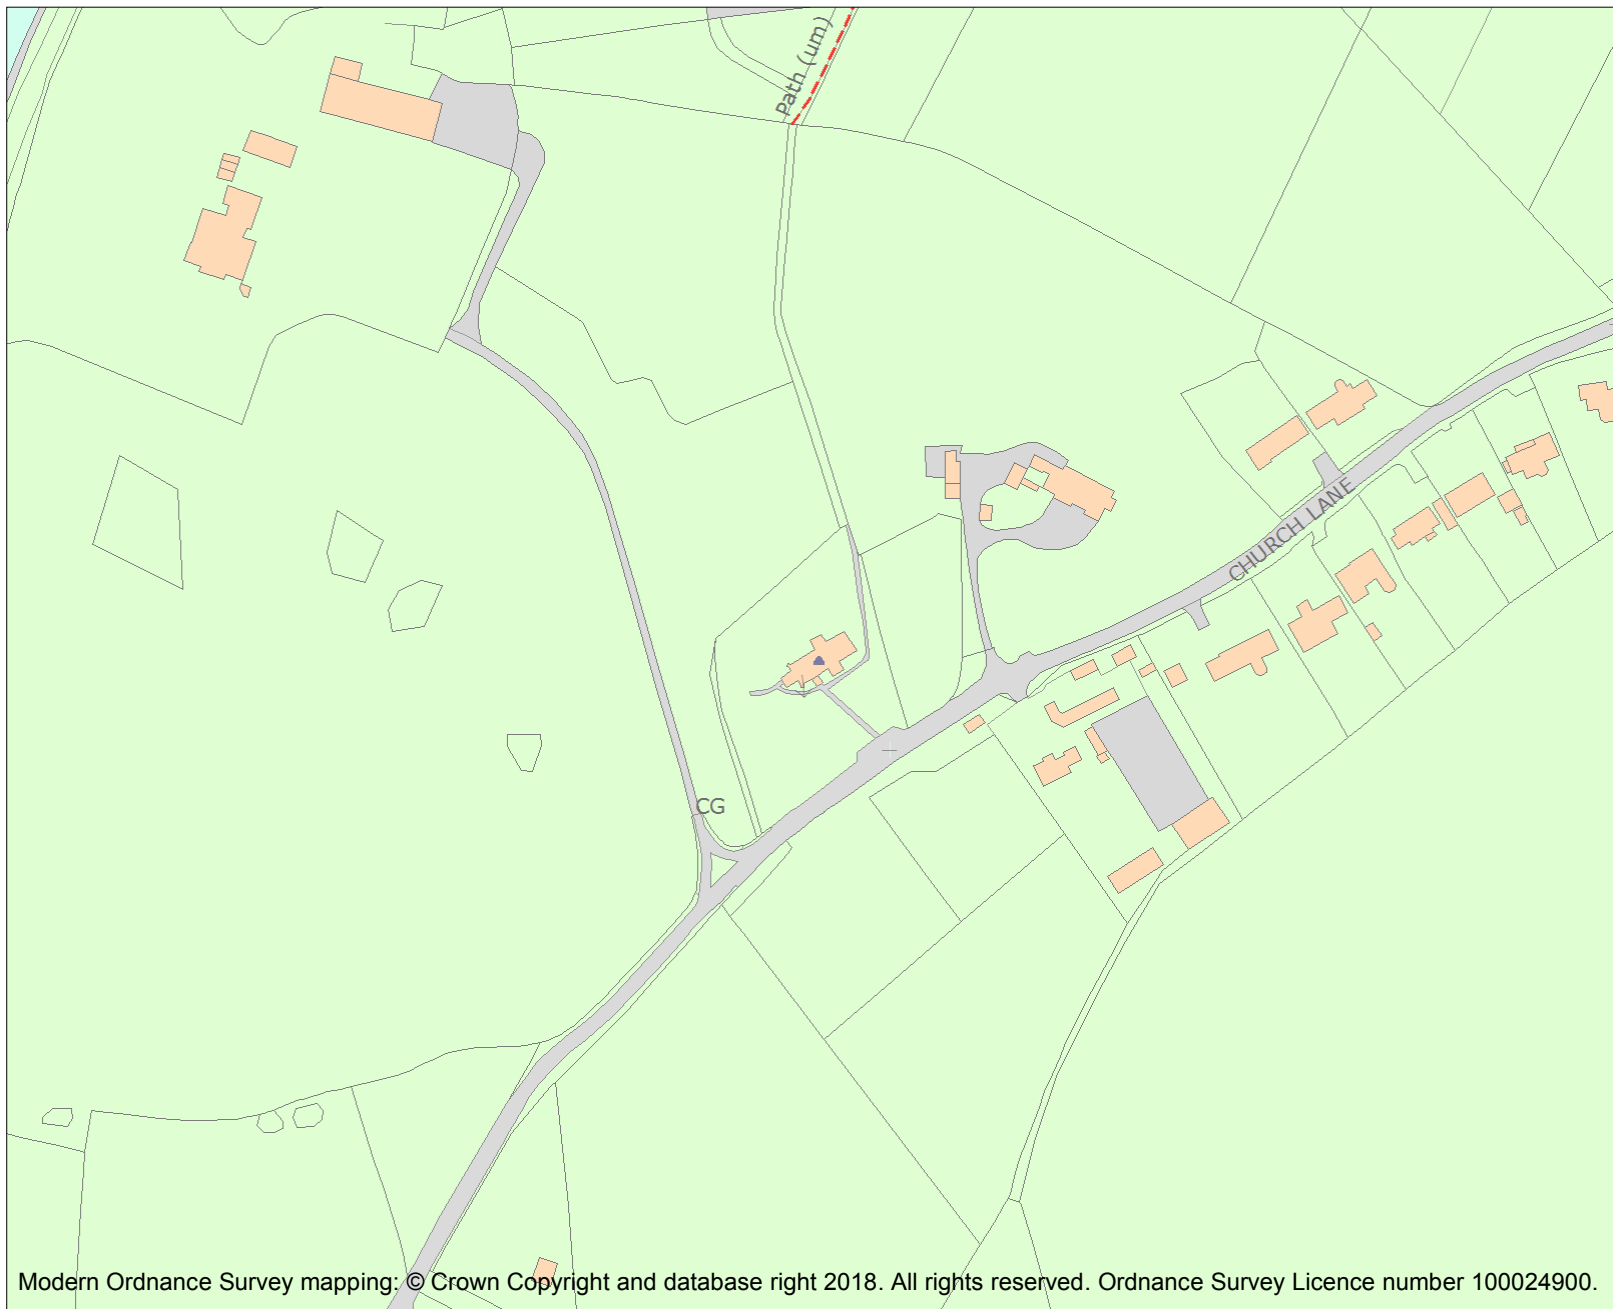 Path (um)
CHURCH LANE
CG
Modern Ordnance Survey mapping: © Crown Copyright and database right 2018. All rights reserved. Ordnance Survey Licence number 100024900.